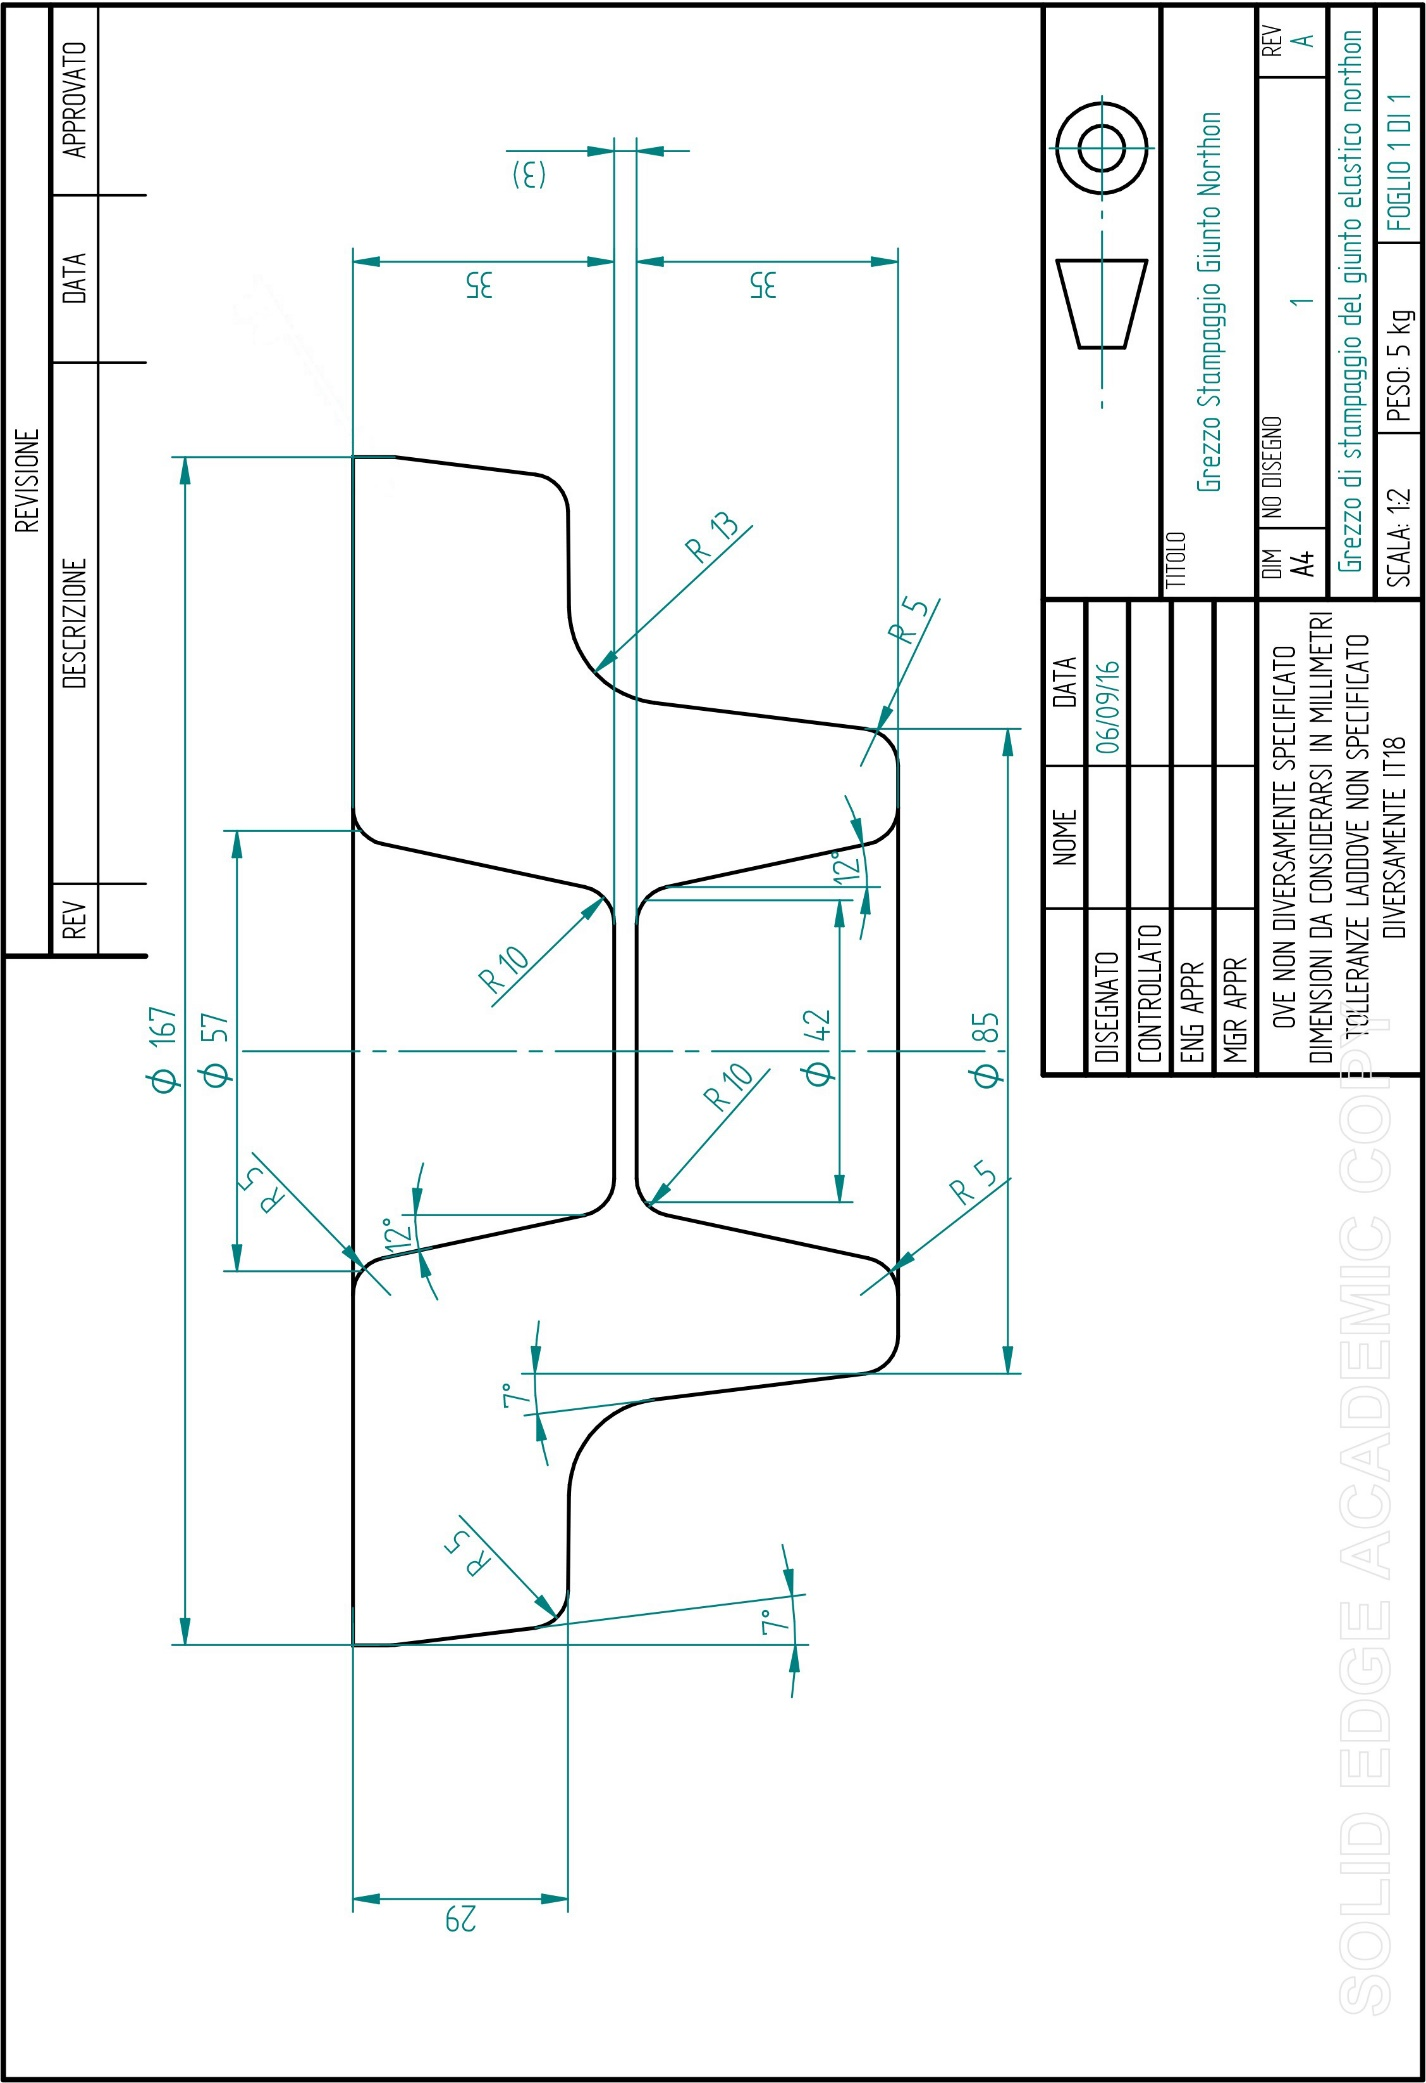 REVISIONE
REV DESCRIZIONE DATA APPROVATO
Φ 167
Φ 57
R 5
12°
R 10
35
(3)
35
R 13
R 5
12°
Φ 42
R 10
Φ 85
R 5
7°
R 5
7°
29
NOME DATA
DISEGNATO 06/09/16
CONTROLLATO
ENG APPR
MGR APPR
OVE NON DIVERSAMENTE SPECIFICATO
DIMENSIONI DA CONSIDERARSI IN MILLIMETRI
TOLLERANZE LADDOVE NON SPECIFICATO
DIVERSAMENTE IT18
TITOLO
Grezzo Stampaggio Giunto Northon
DIM NO DISEGNO REV
A4 1 A
Grezzo di stampaggio del giunto elastico northon
SCALA: 1:2 PESO: 5 kg FOGLIO 1 DI 1
SOLID EDGE ACADEMIC COPY